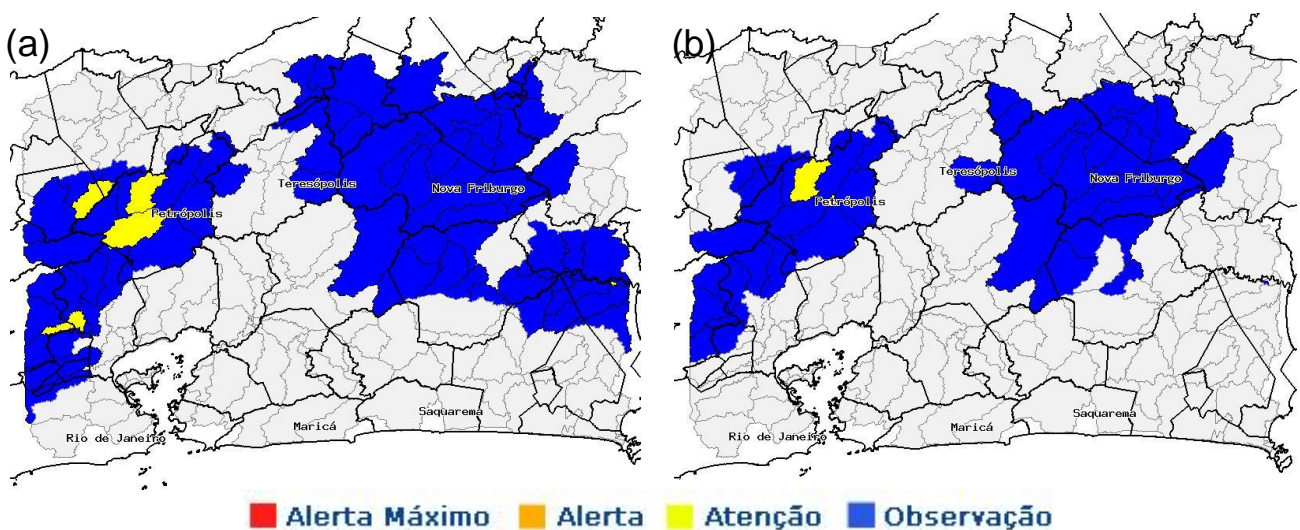 (a)
Teresópolis
Nova Friburgo
Petrópolis
Saquarema
Maricá
Rio de Janeiro
(b)
Teresópolis
Nova Friburgo
Petrópolis
Saquarema
Maricá
Rio de Janeiro
Alerta Máximo Alerta Atenção Observação